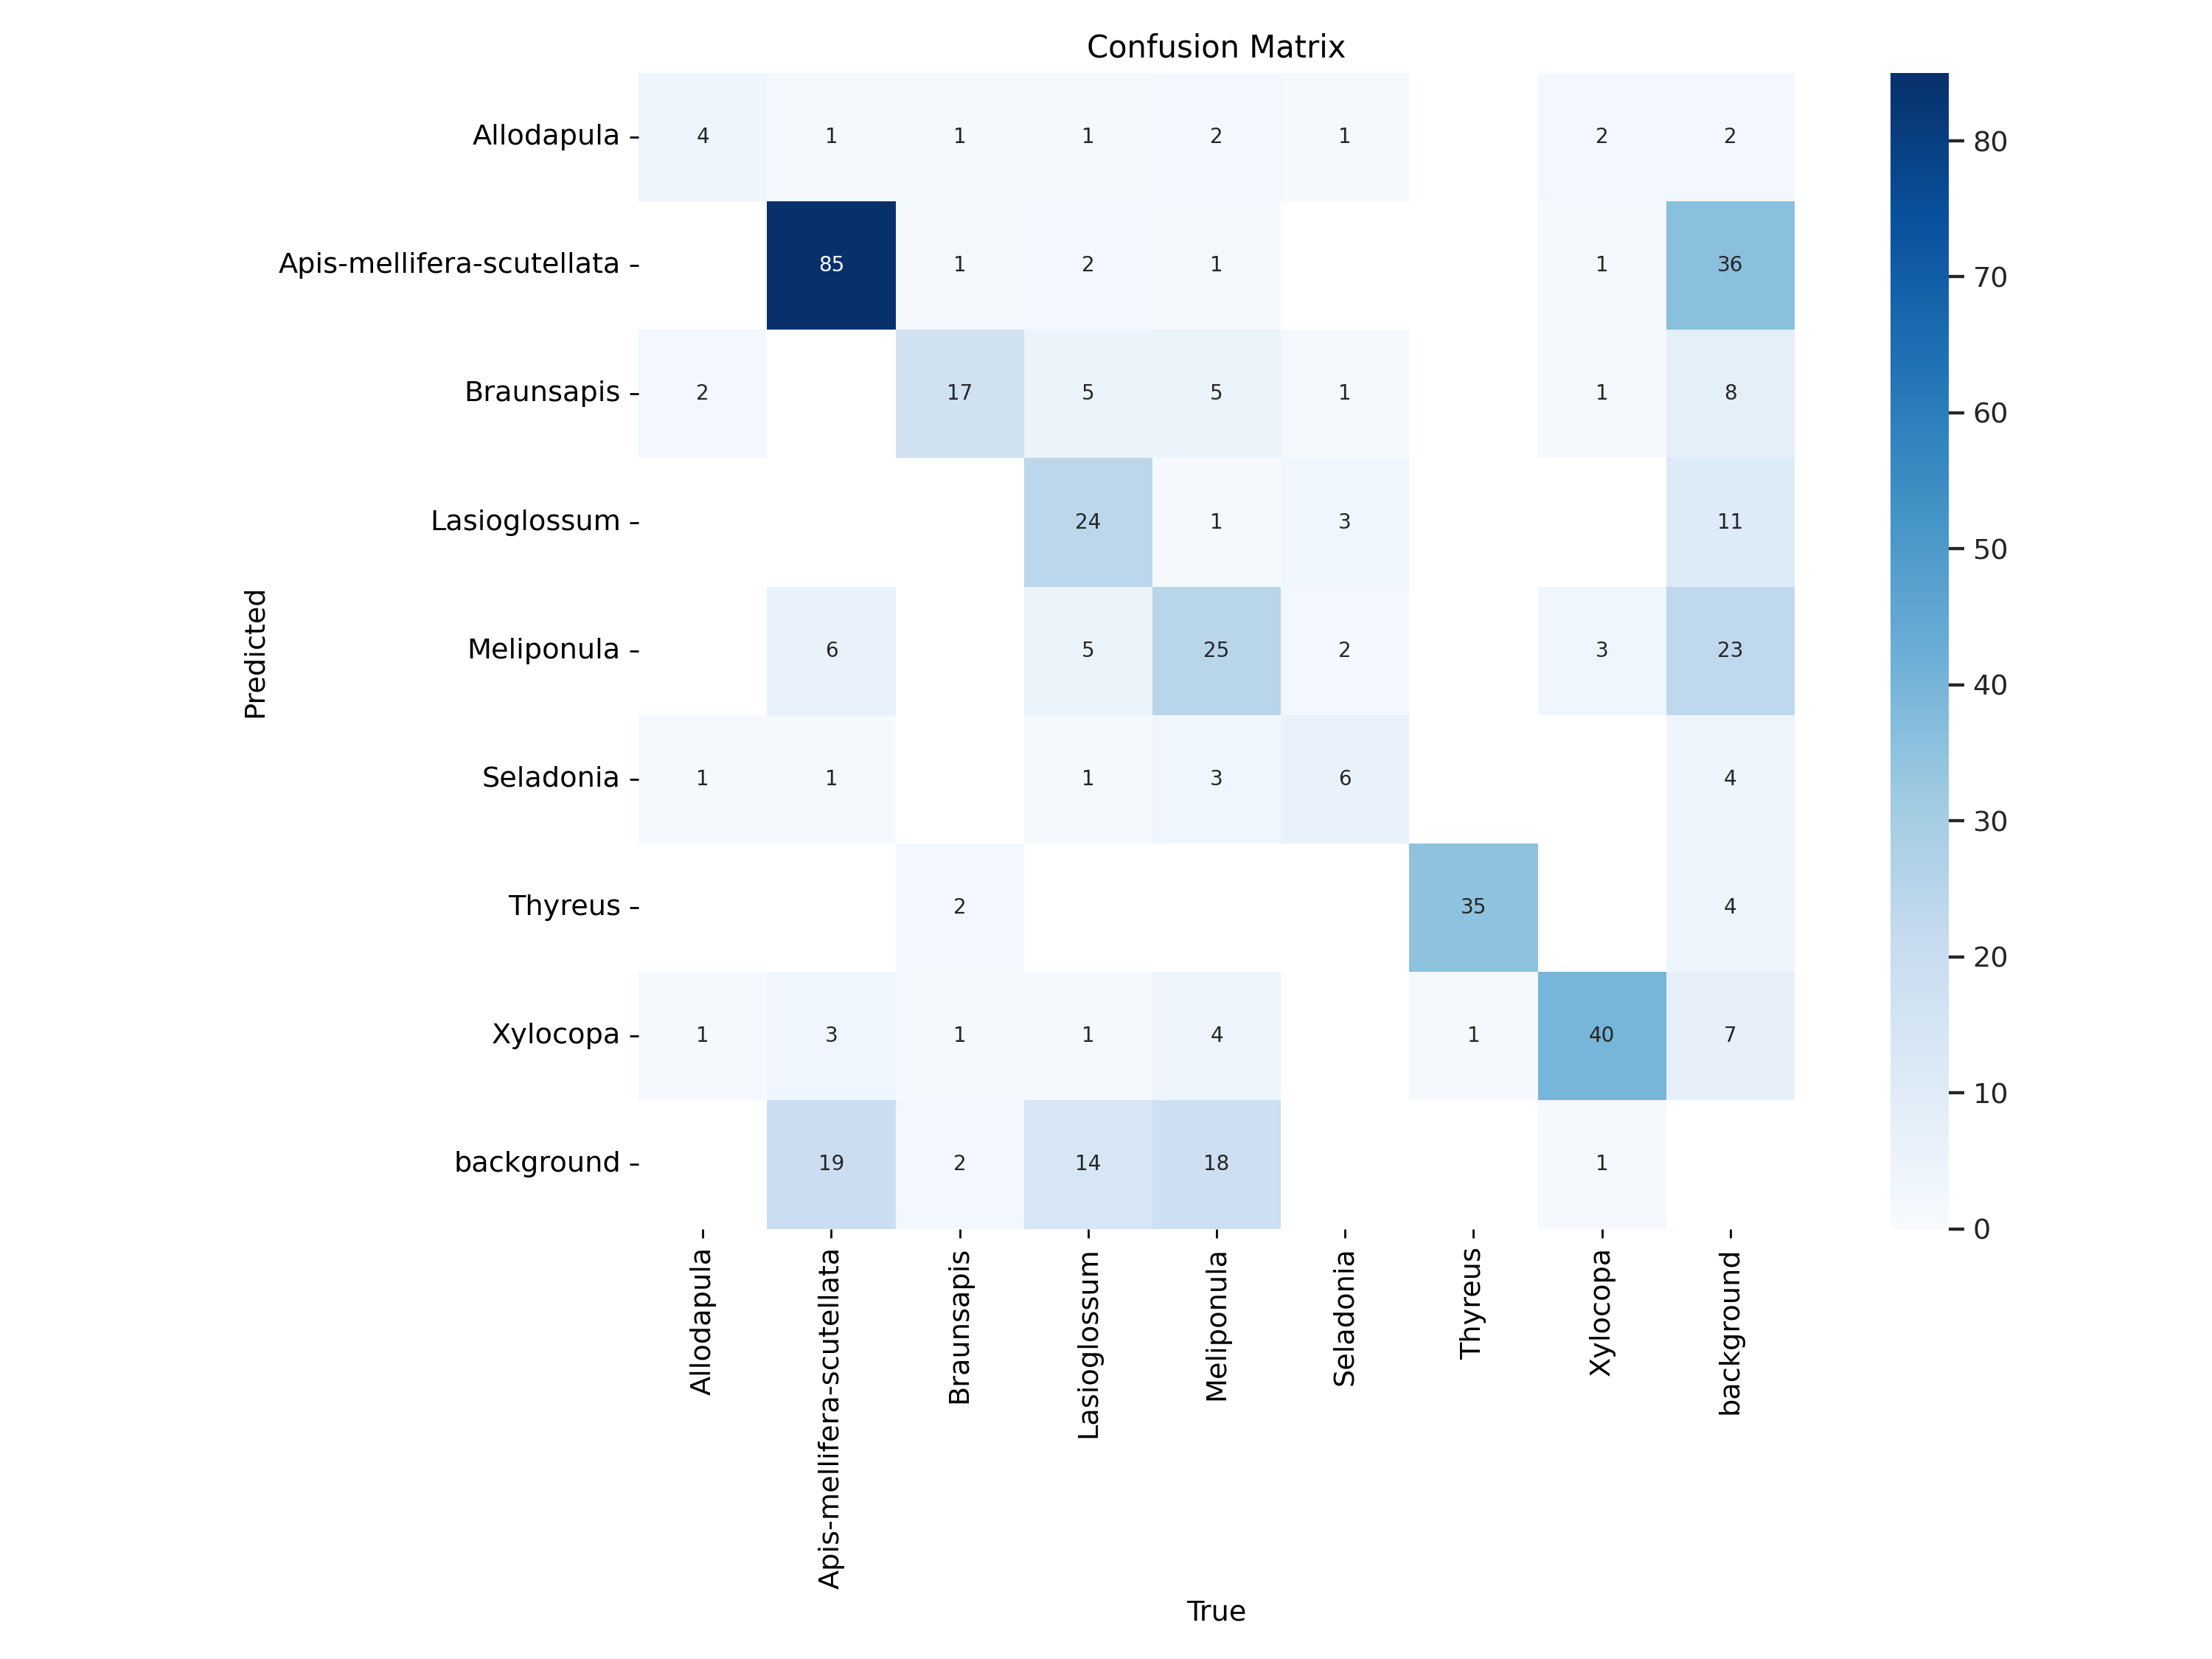 Confusion Matrix
Allodapula 4 1 1 1 2 1 2 2
Apis-mellifera-scutellata 85 1 2 1 1 36
Braunsapis 2 17 5 5 1 1 8
Lasioglossum 24 1 3 11
Meliponula 6 5 25 2 3 23
Seladonia 1 1 1 3 6 4
Thyreus 2 35 4
Xylocopa 1 3 1 1 4 1 40 7
background 19 2 14 18 1
Predicted
Allodapula
Apis-mellifera-scutellata
Braunsapis
Lasioglossum
Meliponula
Seladonia
Thyreus
Xylocopa
background
True
80
70
60
50
40
30
20
10
0